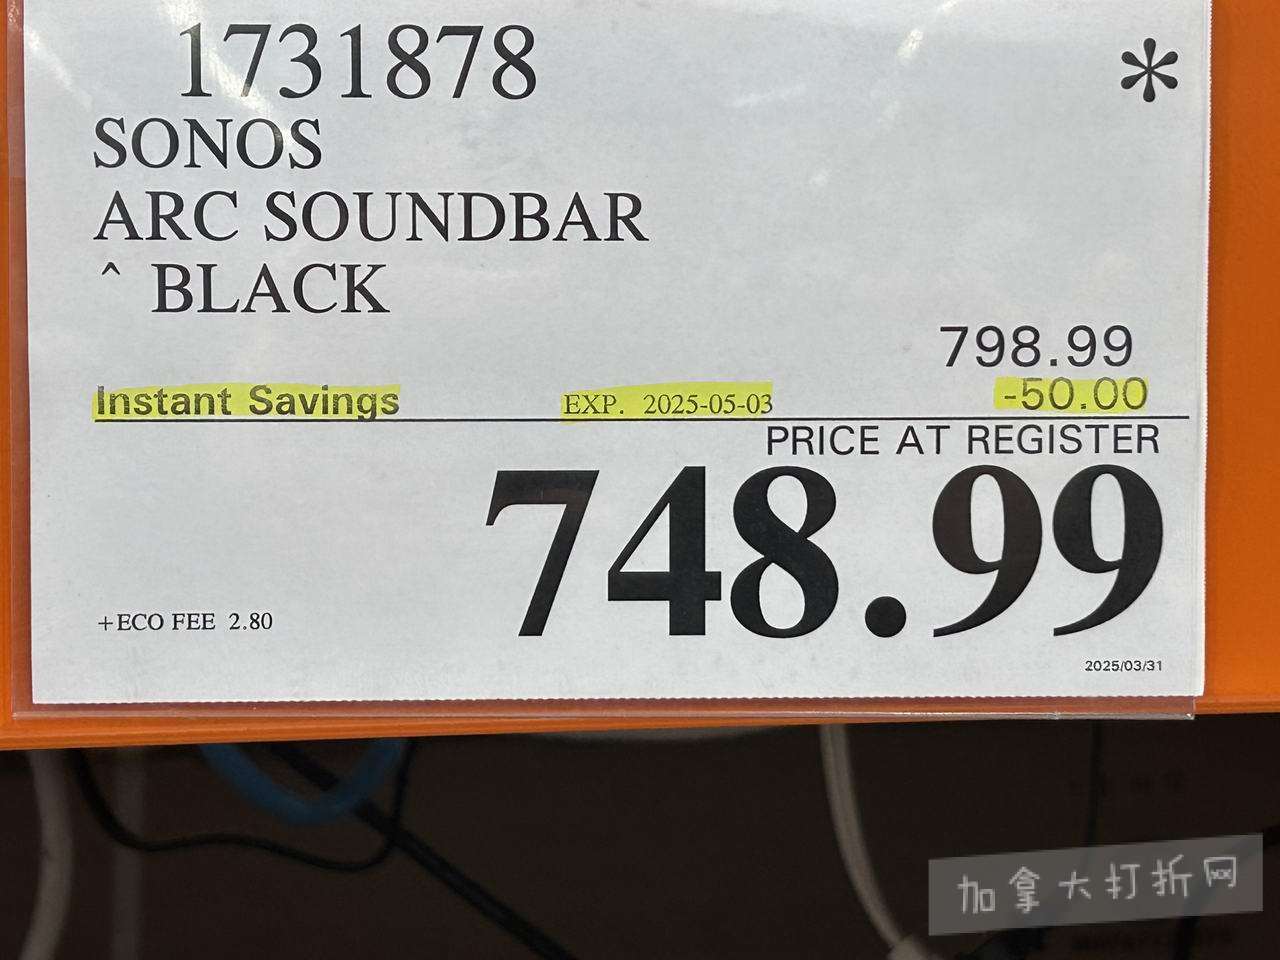 1731878
*
SONOS
ARC SOUNDBAR
^ BLACK
798.99
Instant Savings EXP. 2025-05-03 -50.00
PRICE AT REGISTER
748.99
+ECO FEE 2.80
2025/03/31
加拿大打折网